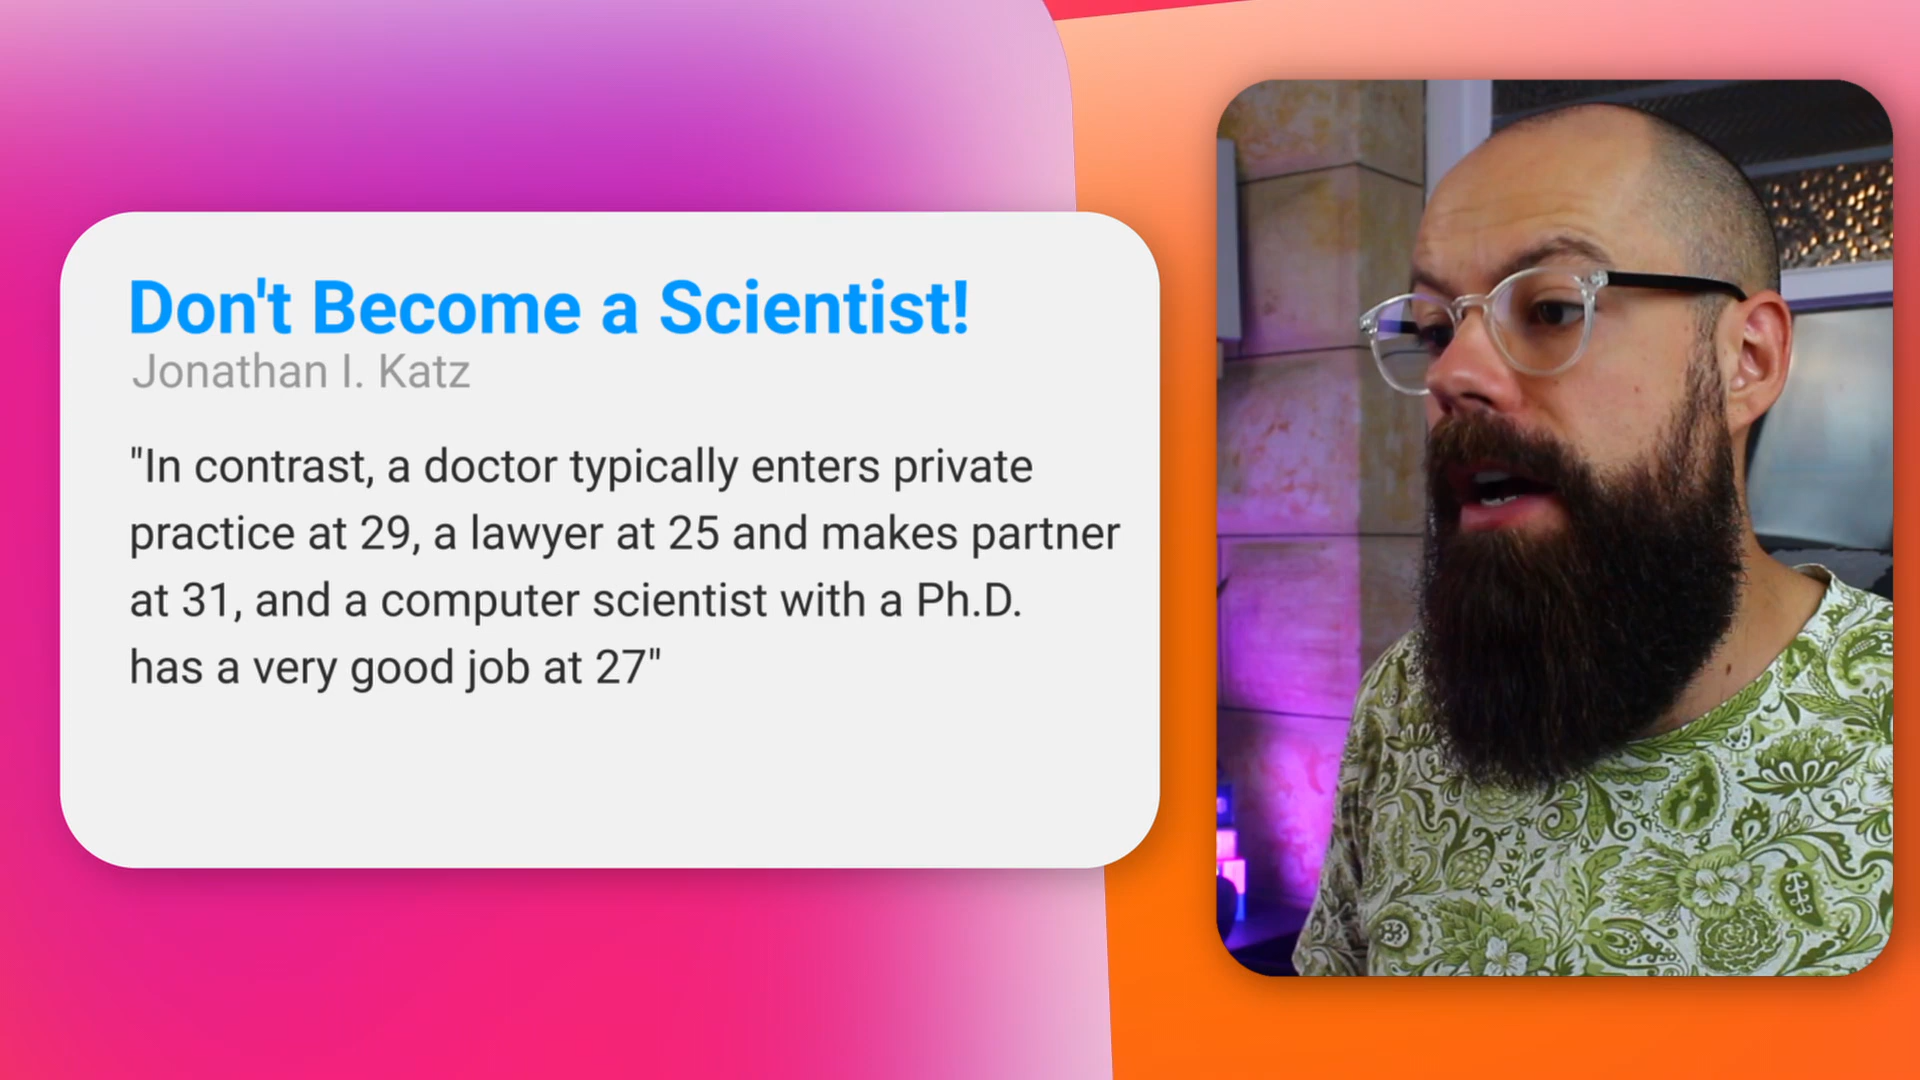 Don't Become a Scientist!
Jonathan I. Katz
"In contrast, a doctor typically enters private
practice at 29, a lawyer at 25 and makes partner
at 31, and a computer scientist with a Ph.D.
has a very good job at 27"